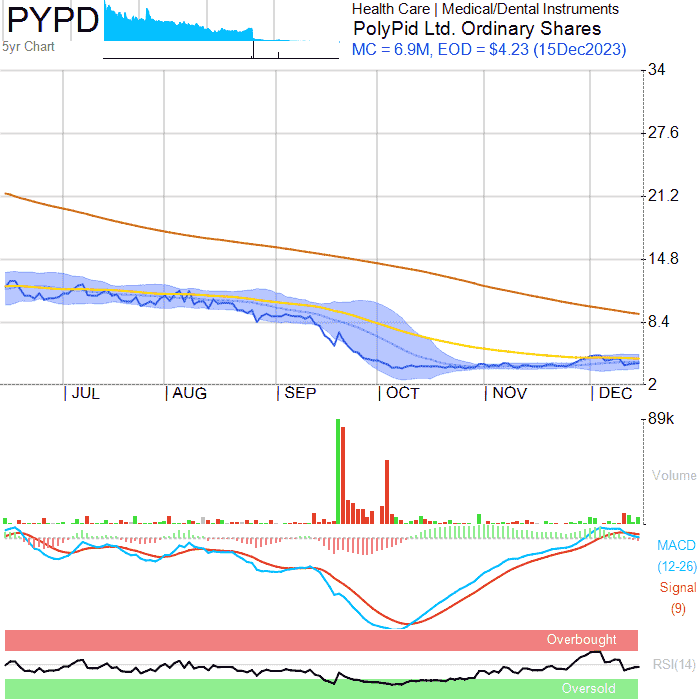 PYPD
5yr Chart
Health Care | Medical/Dental Instruments
PolyPid Ltd. Ordinary Shares
MC = 6.9M, EOD = $4.23 (15Dec2023)
34
27.6
21.2
14.8
8.4
2
JUL AUG SEP OCT NOV DEC
89k
Volume
MACD
(12-26)
Signal
(9)
Overbought
RSI(14)
Oversold